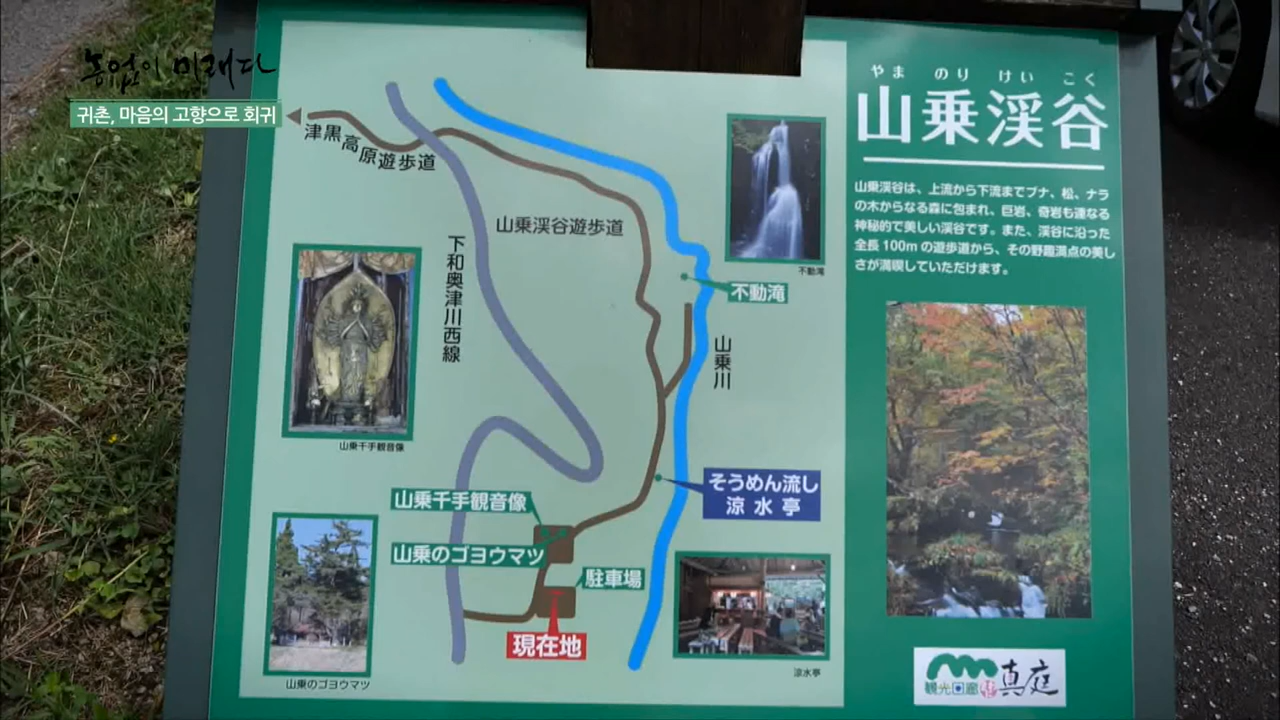 농업이 미래다
귀촌, 마음의 고향으로 회귀
やま のり けい こく
山乗渓谷
山乗渓谷は、上流から下流までブナ、松、ナラ
の木からなる森に包まれ、巨岩、奇岩も連なる
神秘的で美しい渓谷です。また、渓谷に沿った
全長100mの遊歩道から、その野趣満点の美し
さが満喫していただけます。
津黒高原遊歩道
山乗渓谷遊歩道
下和奥津川西線
不動滝
不動滝
山乗川
山乗千手観音像
そうめん流し
涼水亭
山乗千手観音像
山乗のゴヨウマツ
駐車場
現在地
山乗のゴヨウマツ
涼水亭
観光回廊
真庭